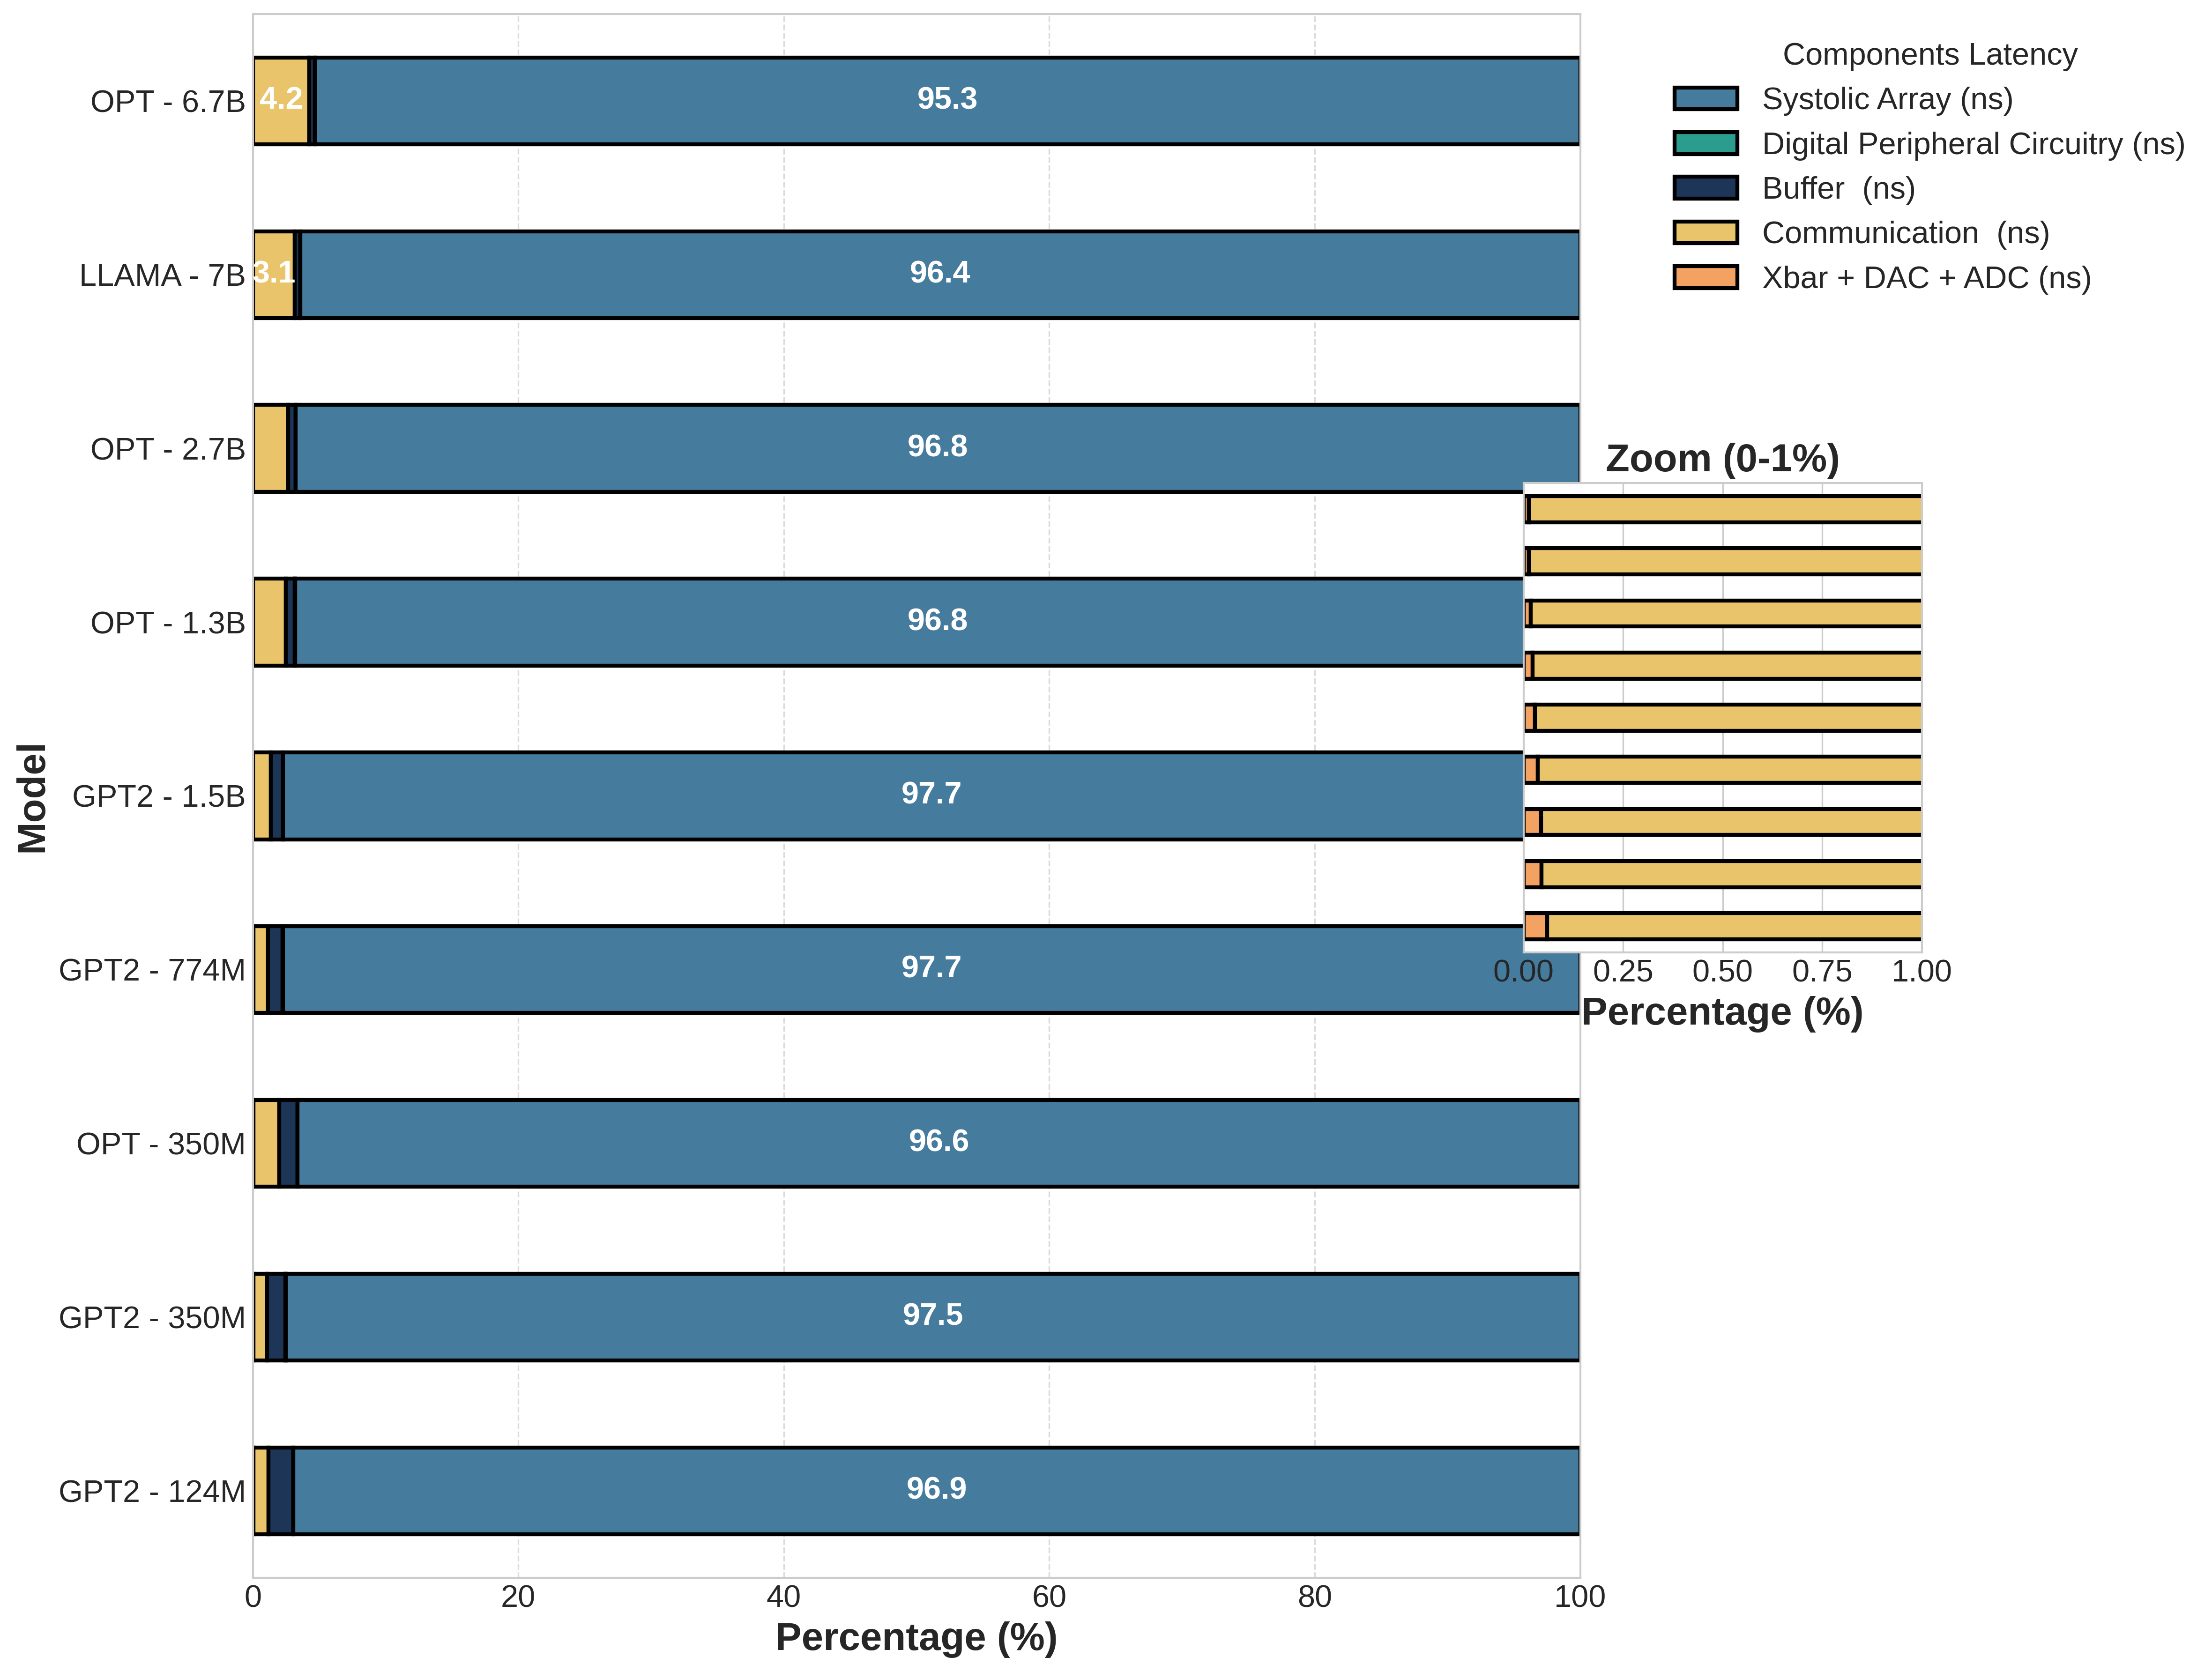 Components Latency
Systolic Array (ns)
Digital Peripheral Circuitry (ns)
Buffer  (ns)
Communication  (ns)
Xbar + DAC + ADC (ns)
Model
OPT - 6.7B 4.2 95.3
LLAMA - 7B 3.1 96.4
OPT - 2.7B 96.8
OPT - 1.3B 96.8
GPT2 - 1.5B 97.7
GPT2 - 774M 97.7
OPT - 350M 96.6
GPT2 - 350M 97.5
GPT2 - 124M 96.9
0 20 40 60 80 100
Percentage (%)
Zoom (0-1%)
0.00 0.25 0.50 0.75 1.00
Percentage (%)